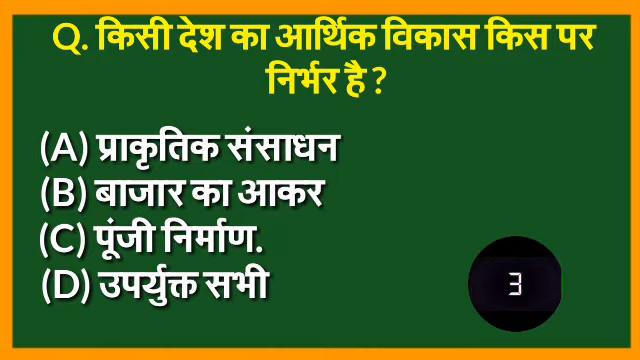 Q. किसी देश का आर्थिक विकास किस पर
निर्भर है ?
(A) प्राकृतिक संसाधन
(B) बाजार का आकर
(C) पूंजी निर्माण.
(D) उपर्युक्त सभी
3